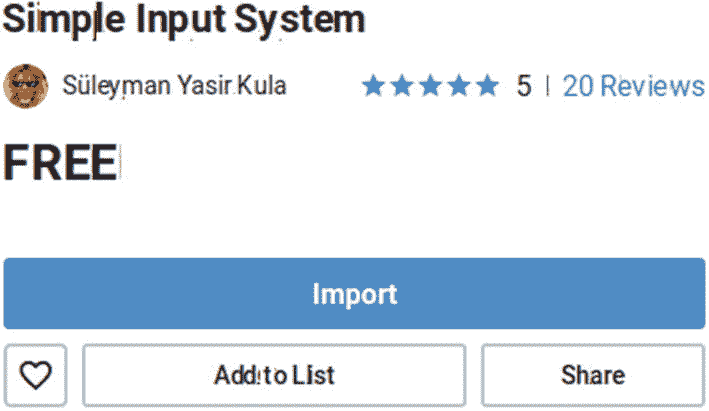 Simple Input System
Süleyman Yasir Kula 5 | 20 Reviews
FREE
Import
Add to List Share